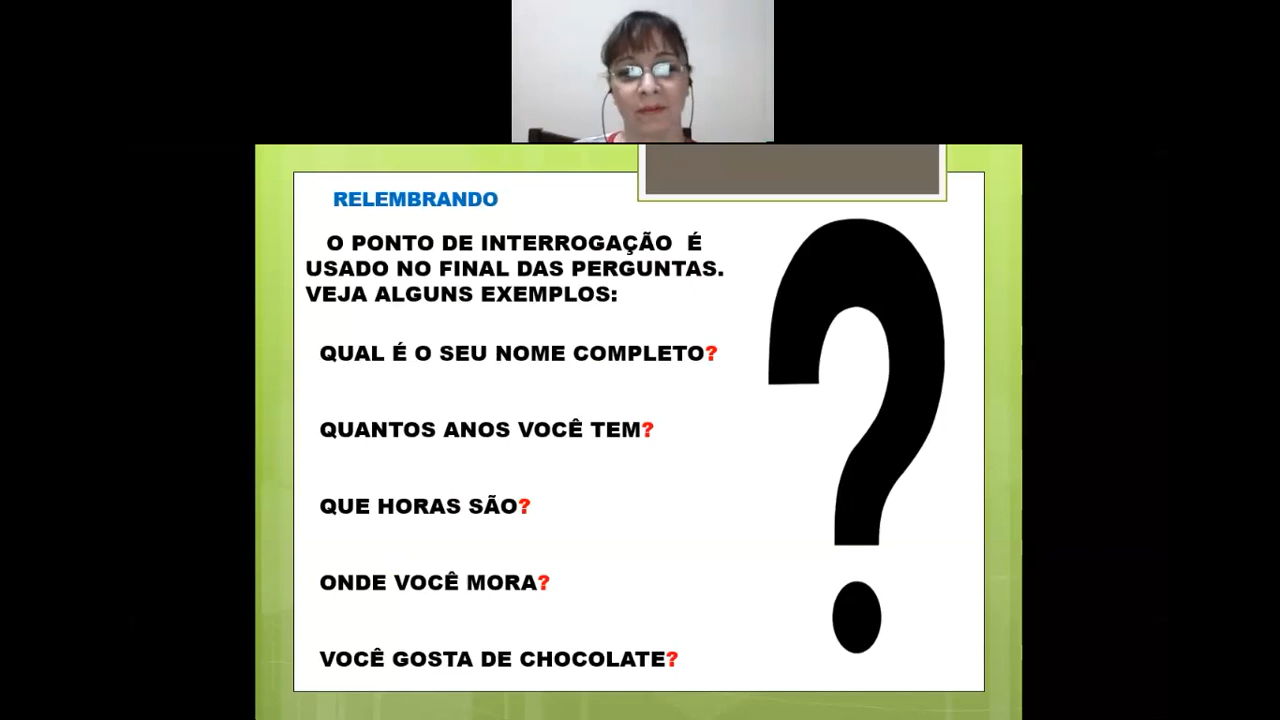 RELEMBRANDO
O PONTO DE INTERROGAÇÃO É
USADO NO FINAL DAS PERGUNTAS.
VEJA ALGUNS EXEMPLOS:
QUAL É O SEU NOME COMPLETO?
QUANTOS ANOS VOCÊ TEM?
QUE HORAS SÃO?
ONDE VOCÊ MORA?
VOCÊ GOSTA DE CHOCOLATE?
?